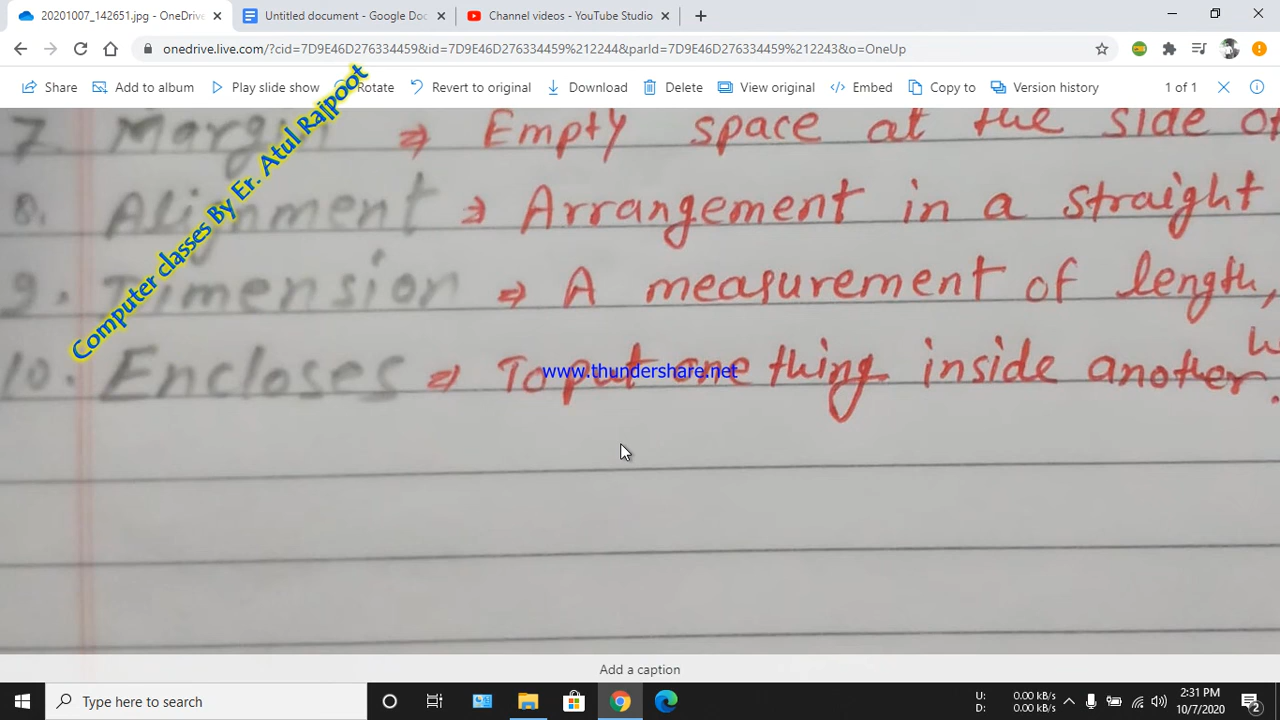 20201007_142651.jpg - OneDrive
Untitled document - Google Doc
Channel videos - YouTube Studio
onedrive.live.com/?cid=7D9E46D276334459&id=7D9E46D276334459%212244&parId=7D9E46D276334459%212243&o=OneUp
Share Add to album Play slide show Rotate Revert to original Download Delete View original Embed Copy to Version history 1 of 1
7. Margin ⇒ Empty space at the side of
8. Alignment ⇒ Arrangement in a straight
9. Dimension ⇒ A measurement of length,
10. Encloses ⇒ To put one thing inside another.
Computer classes By Er. Atul Rajpoot
www.thundershare.net
Add a caption
Type here to search
U: 0.00 kB/s
D: 0.00 kB/s
2:31 PM
10/7/2020
2